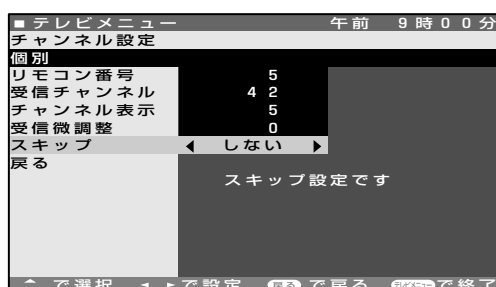 ■テレビメニュー 午前 9時00分
チャンネル設定
個別
リモコン番号 5
受信チャンネル 42
チャンネル表示 5
受信微調整 0
スキップ ◀ しない ▶
戻る
スキップ設定です
で選択 で設定 戻る で戻る で終了